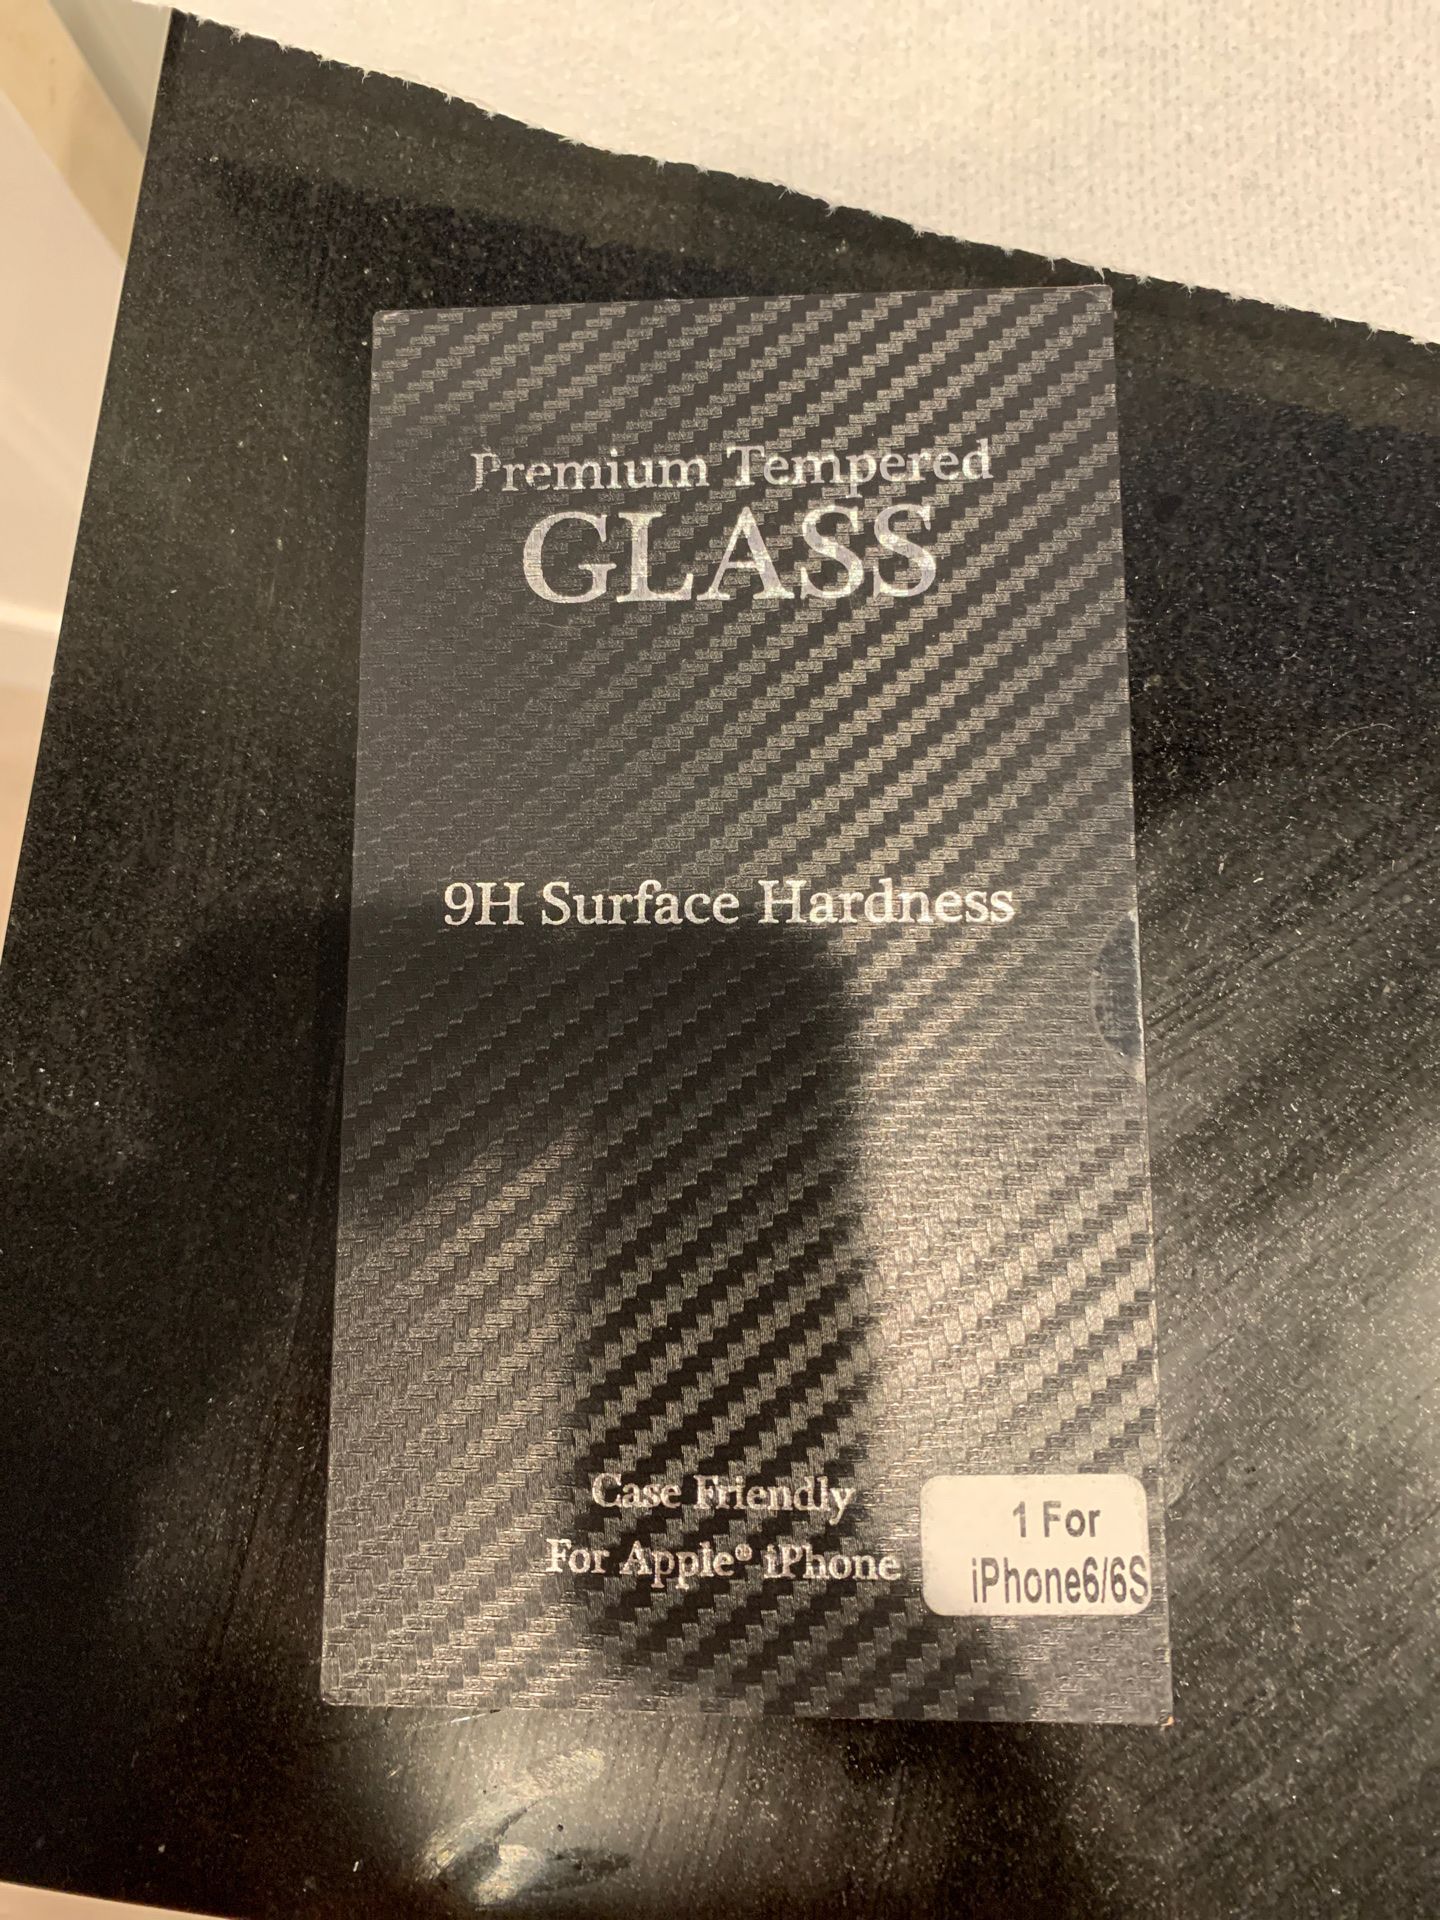 Premium Tempered
GLASS
9H Surface Hardness
Case Friendly
For Apple® iPhone
1 For
iPhone6/6S